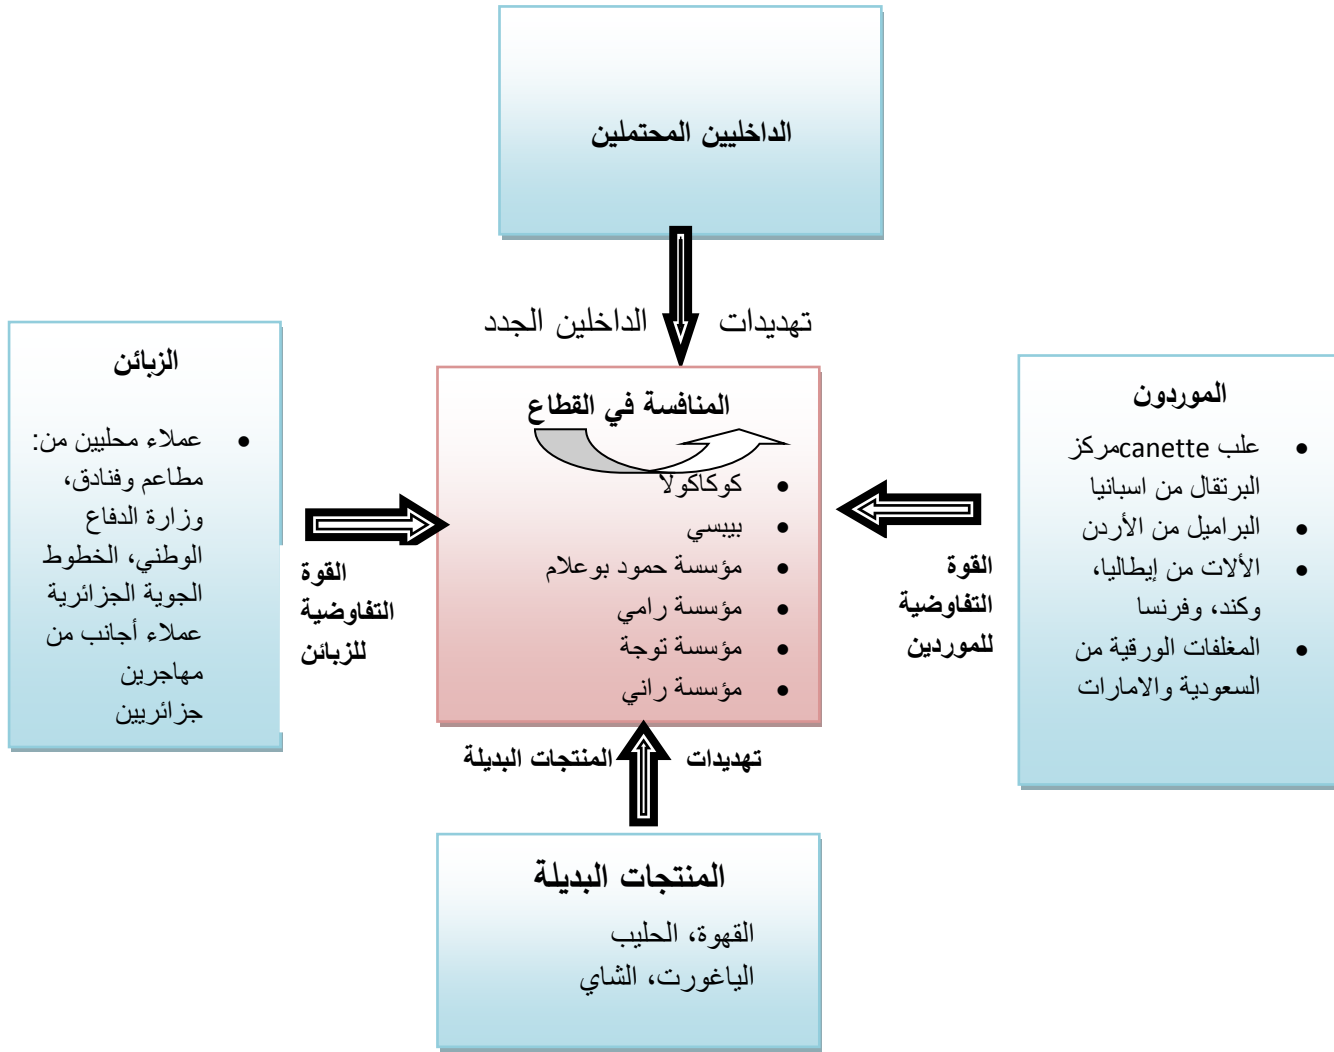 الداخليين المحتملين
تهديدات الداخلين الجدد
الموردون
• علب canetteمركز
البرتقال من اسبانيا
• البراميل من الأردن
• الألات من إيطاليا،
وكند، وفرنسا
• المغلفات الورقية من
السعودية والامارات
القوة
التفاوضية
للموردين
المنافسة في القطاع
• كوكاكولا
• بيبسي
• مؤسسة حمود بوعلام
• مؤسسة رامي
• مؤسسة توجة
• مؤسسة راني
القوة
التفاوضية
للزبائن
الزبائن
• عملاء محليين من:
مطاعم وفنادق،
وزارة الدفاع
الوطني، الخطوط
الجوية الجزائرية
عملاء أجانب من
مهاجرين
جزائريين
تهديدات المنتجات البديلة
المنتجات البديلة
القهوة، الحليب
الياغورت، الشاي